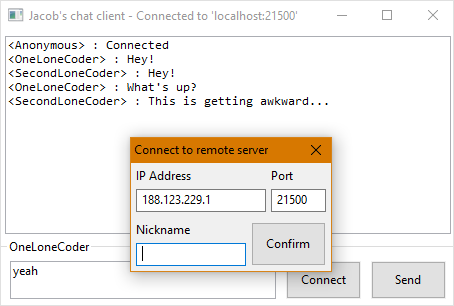 Jacob's chat client - Connected to 'localhost:21500'
<Anonymous> : Connected
<OneLoneCoder> : Hey!
<SecondLoneCoder> : Hey!
<OneLoneCoder> : What's up?
<SecondLoneCoder> : This is getting awkward...
Connect to remote server
IP Address Port
188.123.229.1 21500
Nickname
Confirm
OneLoneCoder
yeah
Connect Send